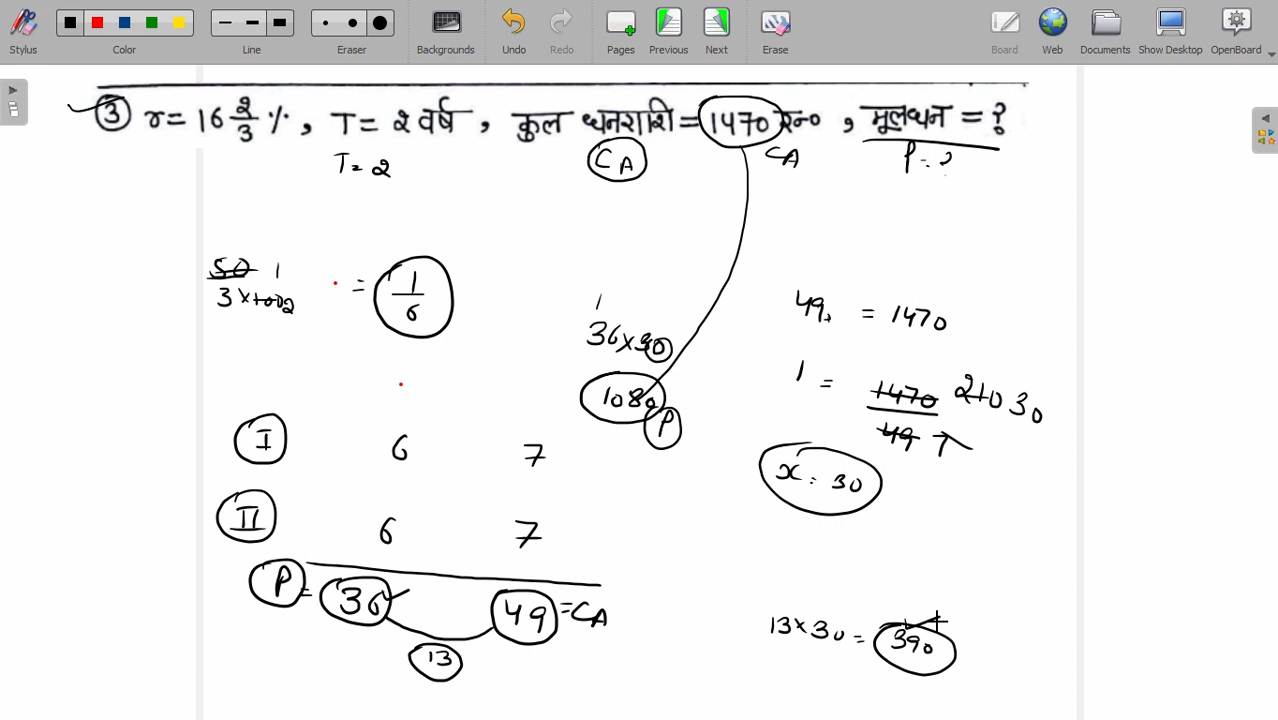 Stylus Color Line Eraser Backgrounds Undo Redo Pages Previous Next Erase Board Web Documents Show Desktop OpenBoard
③ r = 16 2/3 %, T = 2 वर्ष, कुल धनराशि = 1470 रु०, मूलधन = ?
T = 2 CA CA P = ?
50 1
3×100 2 = 1/6
1
36×30
1080
P
49 = 1470
1 = 1470/49 210 30
7
x = 30
I 6 7
II 6 7
P = 36 49 = CA
13
13×30 = 390